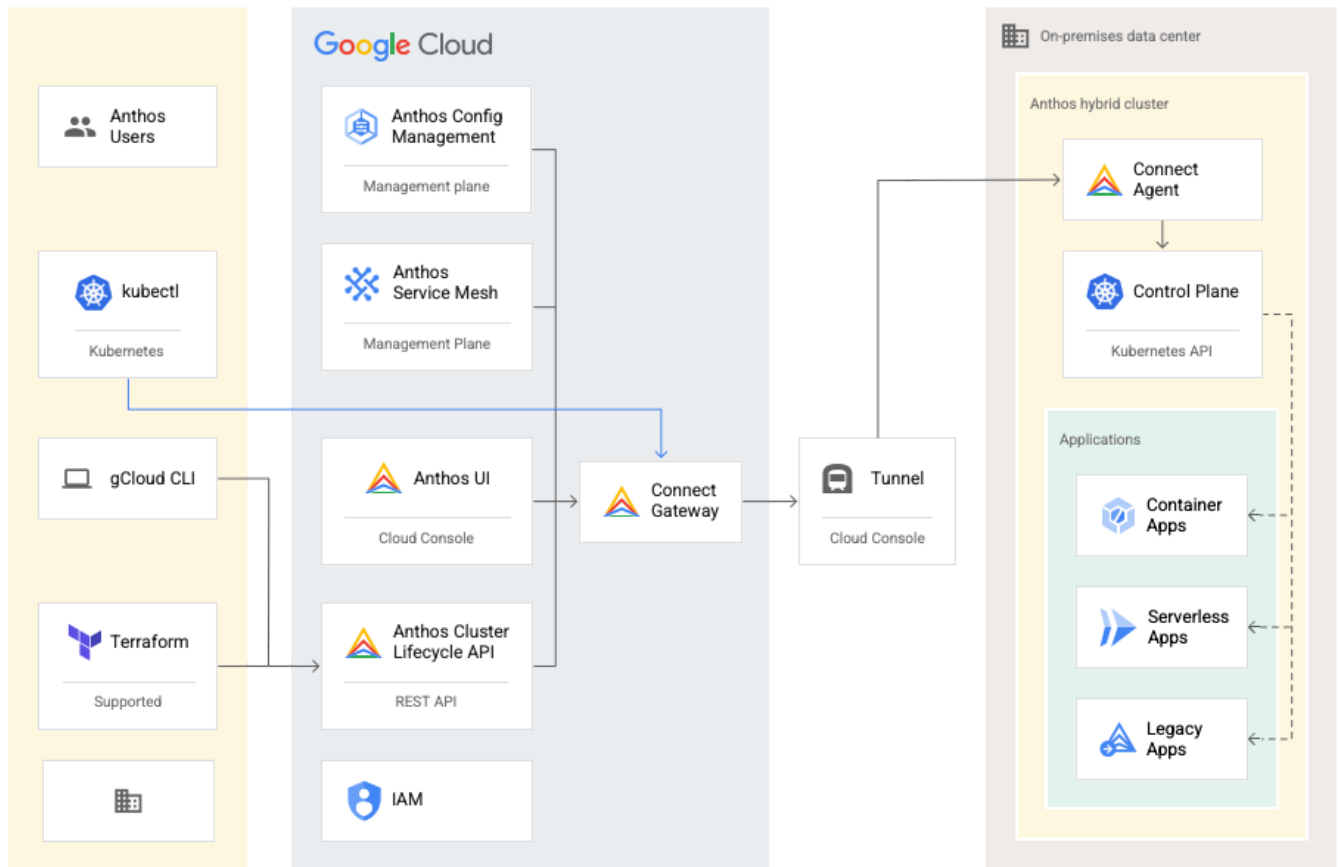 Anthos
Users
kubectl
Kubernetes
gCloud CLI
Terraform
Supported
Google Cloud
Anthos Config
Management
Management plane
Anthos
Service Mesh
Management Plane
Anthos UI
Cloud Console
Anthos Cluster
Lifecycle API
REST API
IAM
Connect
Gateway
Tunnel
Cloud Console
On-premises data center
Anthos hybrid cluster
Connect
Agent
Control Plane
Kubernetes API
Applications
Container
Apps
Serverless
Apps
Legacy
Apps